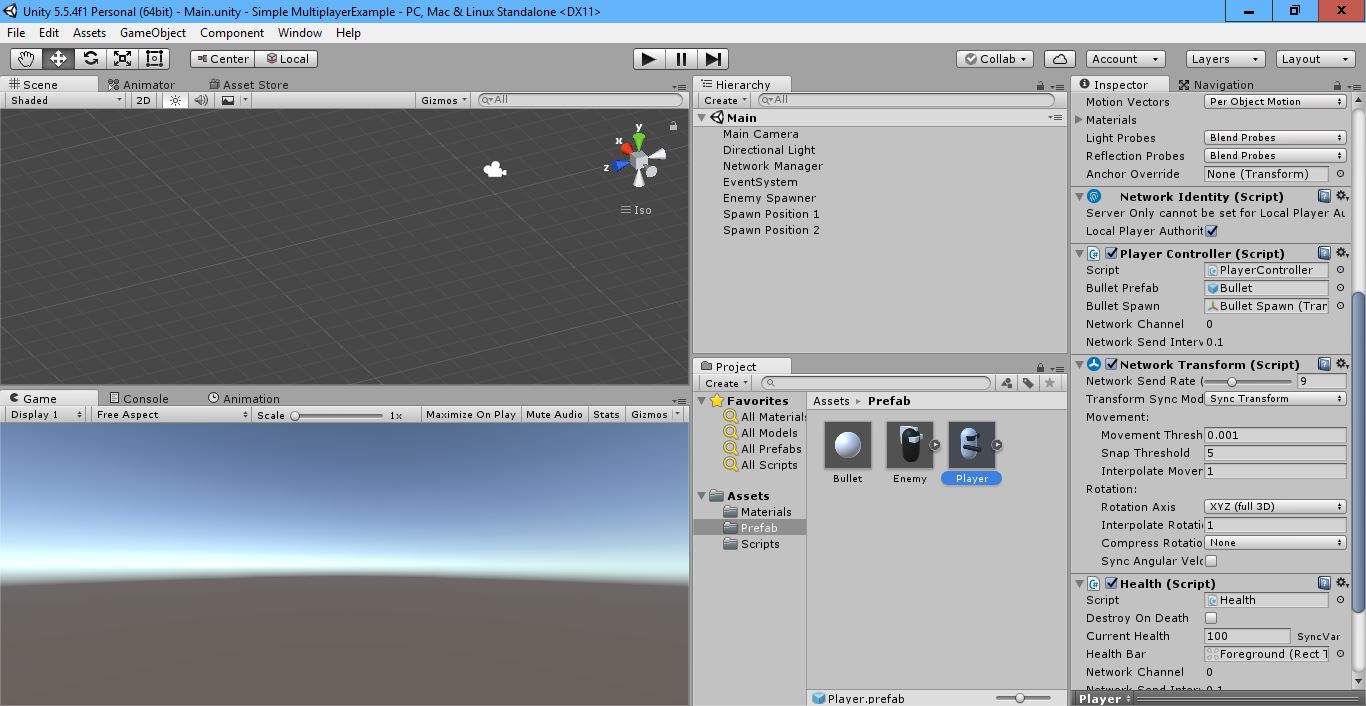 Unity 5.5.4f1 Personal (64bit) - Main.unity - Simple MultiplayerExample - PC, Mac & Linux Standalone <DX11>
File Edit Assets GameObject Component Window Help
Center Local Collab Account Layers Layout
Scene Animator Asset Store
Shaded 2D Gizmos All
y
x
z
Iso
Game Console Animation
Display 1 Free Aspect Scale 1x Maximize On Play Mute Audio Stats Gizmos
Hierarchy
Create All
Main
Main Camera
Directional Light
Network Manager
EventSystem
Enemy Spawner
Spawn Position 1
Spawn Position 2
Project
Create
Favorites
All Materials
All Models
All Prefabs
All Scripts
Assets
Materials
Prefab
Scripts
Assets Prefab
Bullet Enemy Player
Player.prefab
Inspector Navigation
Motion Vectors Per Object Motion
Materials
Light Probes Blend Probes
Reflection Probes Blend Probes
Anchor Override None (Transform)
Network Identity (Script)
Server Only cannot be set for Local Player Au
Local Player Authorit
Player Controller (Script)
Script PlayerController
Bullet Prefab Bullet
Bullet Spawn Bullet Spawn (Tran
Network Channel 0
Network Send Interv 0.1
Network Transform (Script)
Network Send Rate ( 9
Transform Sync Mod Sync Transform
Movement:
Movement Thresh 0.001
Snap Threshold 5
Interpolate Mover 1
Rotation:
Rotation Axis XYZ (full 3D)
Interpolate Rotati 1
Compress Rotatio None
Sync Angular Velc
Health (Script)
Script Health
Destroy On Death
Current Health 100 SyncVar
Health Bar Foreground (Rect T
Network Channel 0
Network Send Interv 0.1
Player